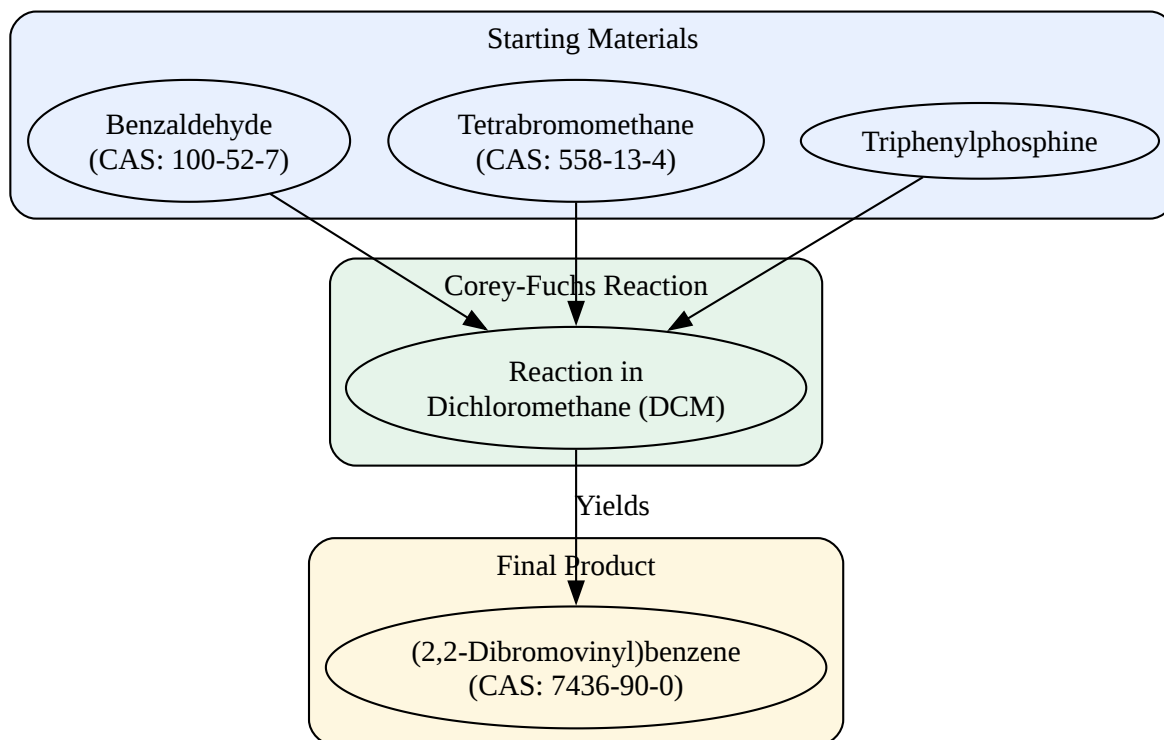 Starting Materials
Benzaldehyde
(CAS: 100-52-7)
Tetrabromomethane
(CAS: 558-13-4)
Triphenylphosphine
Corey-Fuchs Reaction
Reaction in
Dichloromethane (DCM)
Yields
Final Product
(2,2-Dibromovinyl)benzene
(CAS: 7436-90-0)